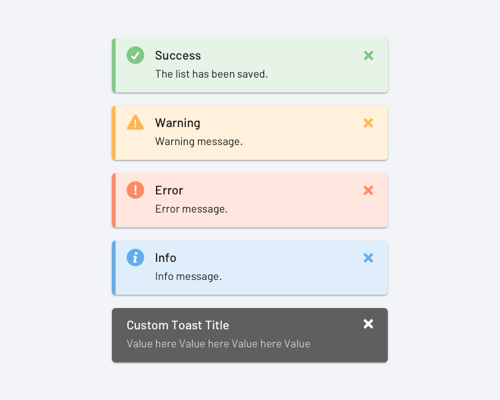 Success
The list has been saved.
Warning
Warning message.
Error
Error message.
Info
Info message.
Custom Toast Title
Value here Value here Value here Value